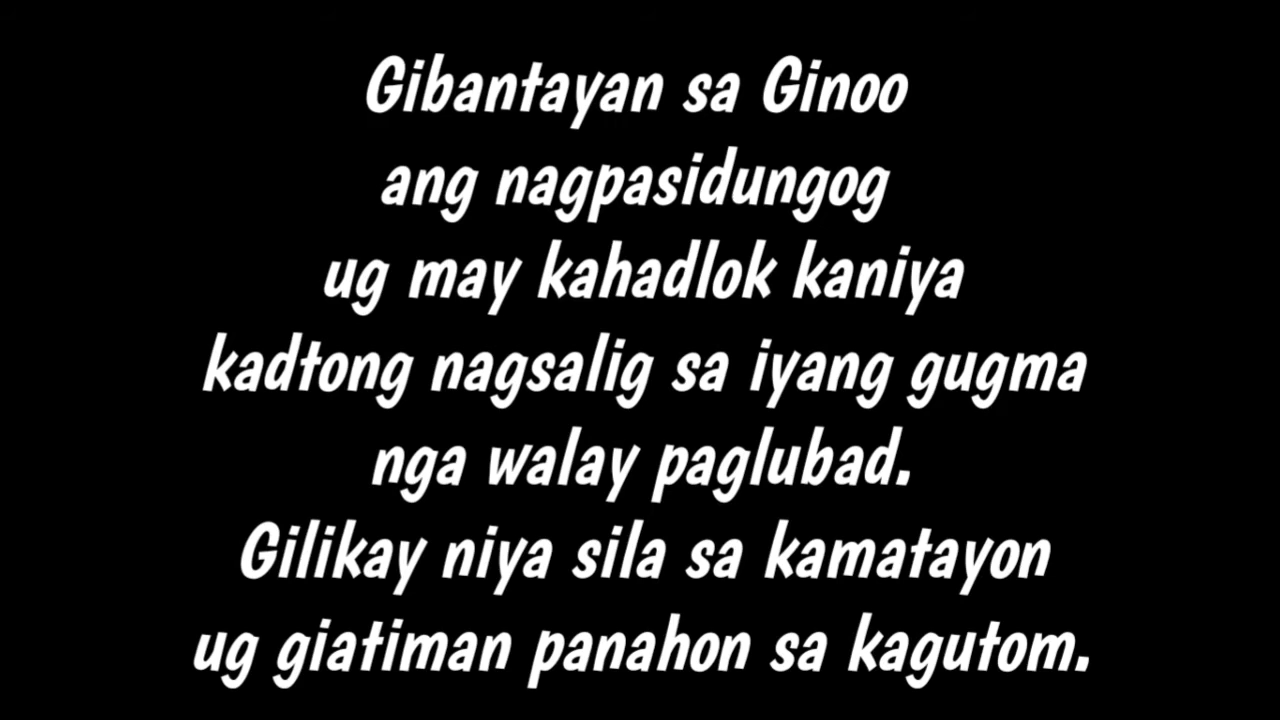 Gibantayan sa Ginoo
ang nagpasidungog
ug may kahadlok kaniya
kadtong nagsalig sa iyang gugma
nga walay paglubad.
Gilikay niya sila sa kamatayon
ug giatiman panahon sa kagutom.